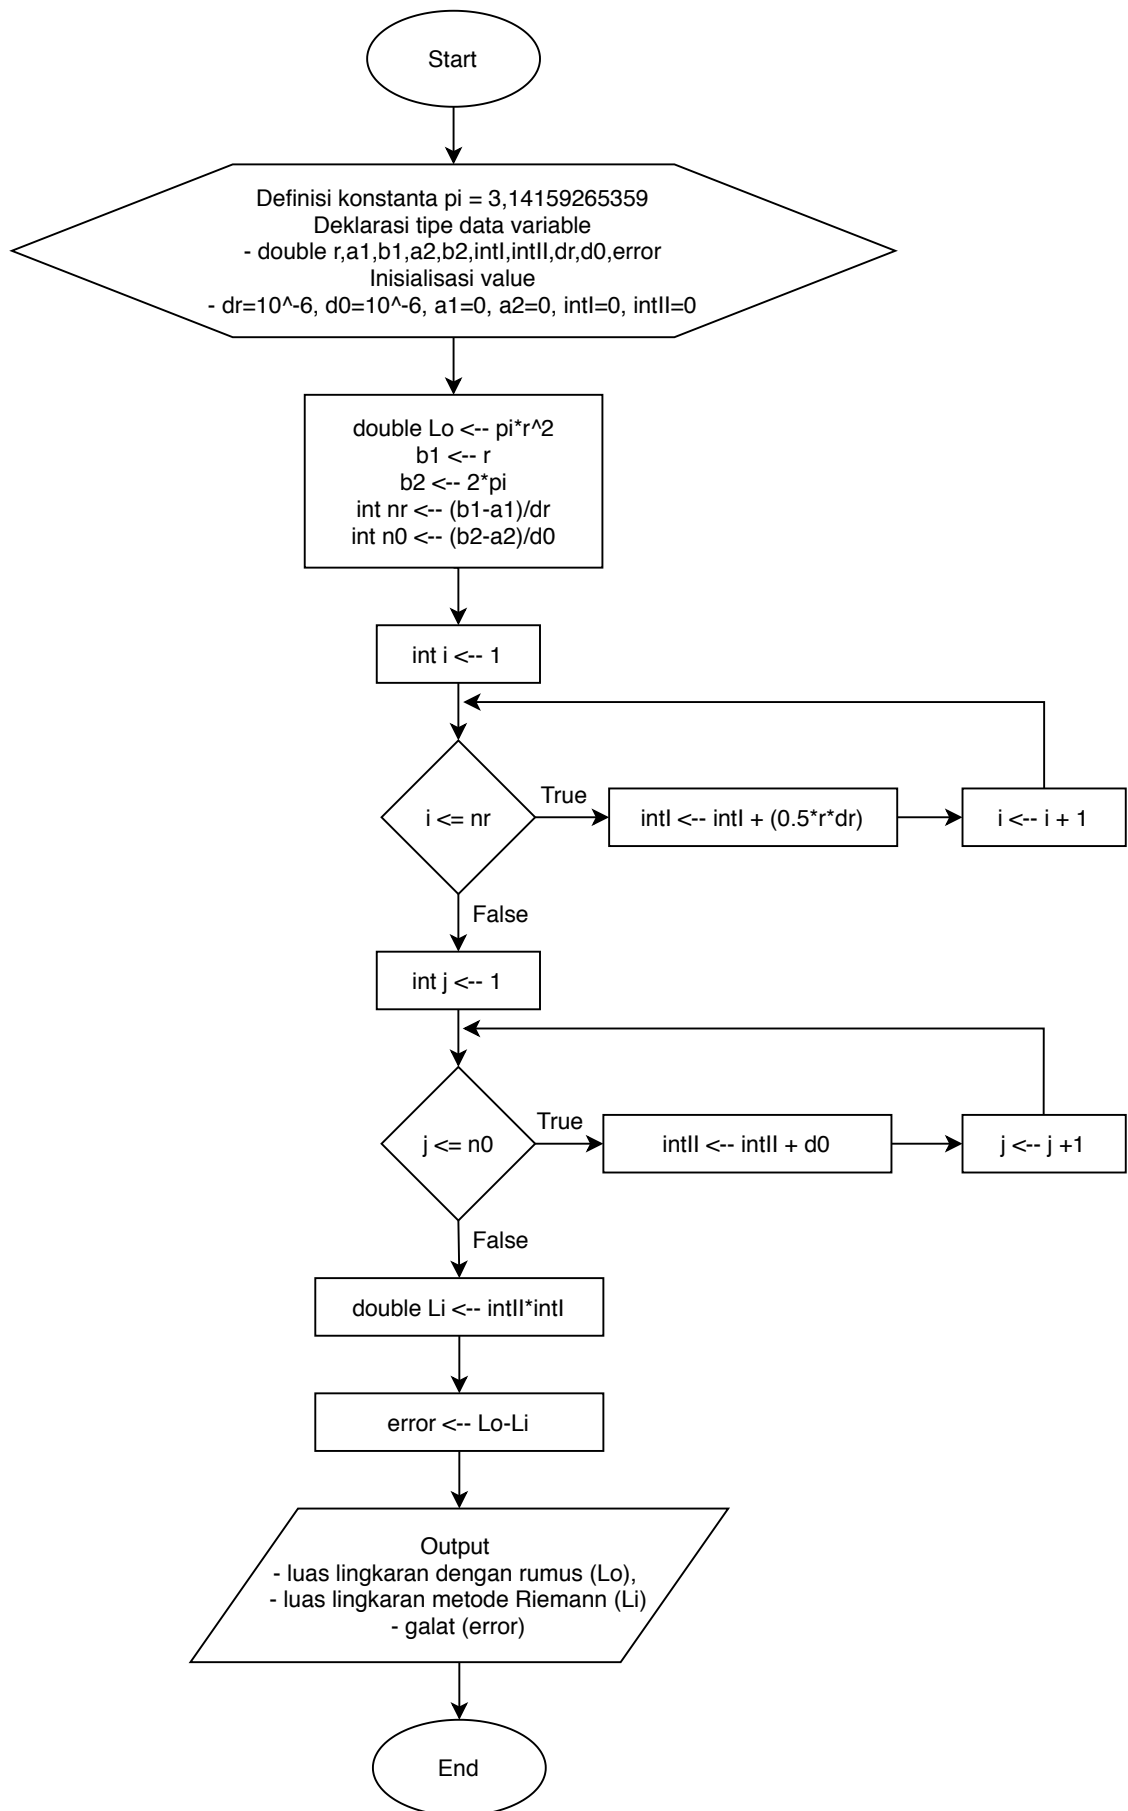 Start
Definisi konstanta pi = 3,14159265359
Deklarasi tipe data variable
- double r,a1,b1,a2,b2,intI,intII,dr,d0,error
Inisialisasi value
- dr=10^-6, d0=10^-6, a1=0, a2=0, intI=0, intII=0
double Lo <-- pi*r^2
b1 <-- r
b2 <-- 2*pi
int nr <-- (b1-a1)/dr
int n0 <-- (b2-a2)/d0
int i <-- 1
i <= nr
True
intI <-- intI + (0.5*r*dr)
i <-- i + 1
False
int j <-- 1
j <= n0
True
intII <-- intII + d0
j <-- j +1
False
double Li <-- intII*intI
error <-- Lo-Li
Output
- luas lingkaran dengan rumus (Lo),
- luas lingkaran metode Riemann (Li)
- galat (error)
End